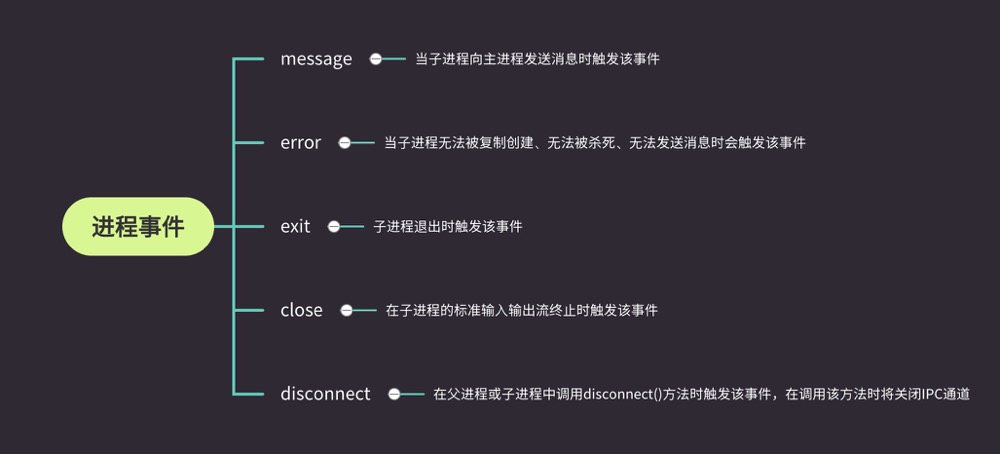 message
当子进程向主进程发送消息时触发该事件
error
当子进程无法被复制创建、无法被杀死、无法发送消息时会触发该事件
进程事件
exit
子进程退出时触发该事件
close
在子进程的标准输入输出流终止时触发该事件
disconnect
在父进程或子进程中调用disconnect()方法时触发该事件，在调用该方法时将关闭IPC通道